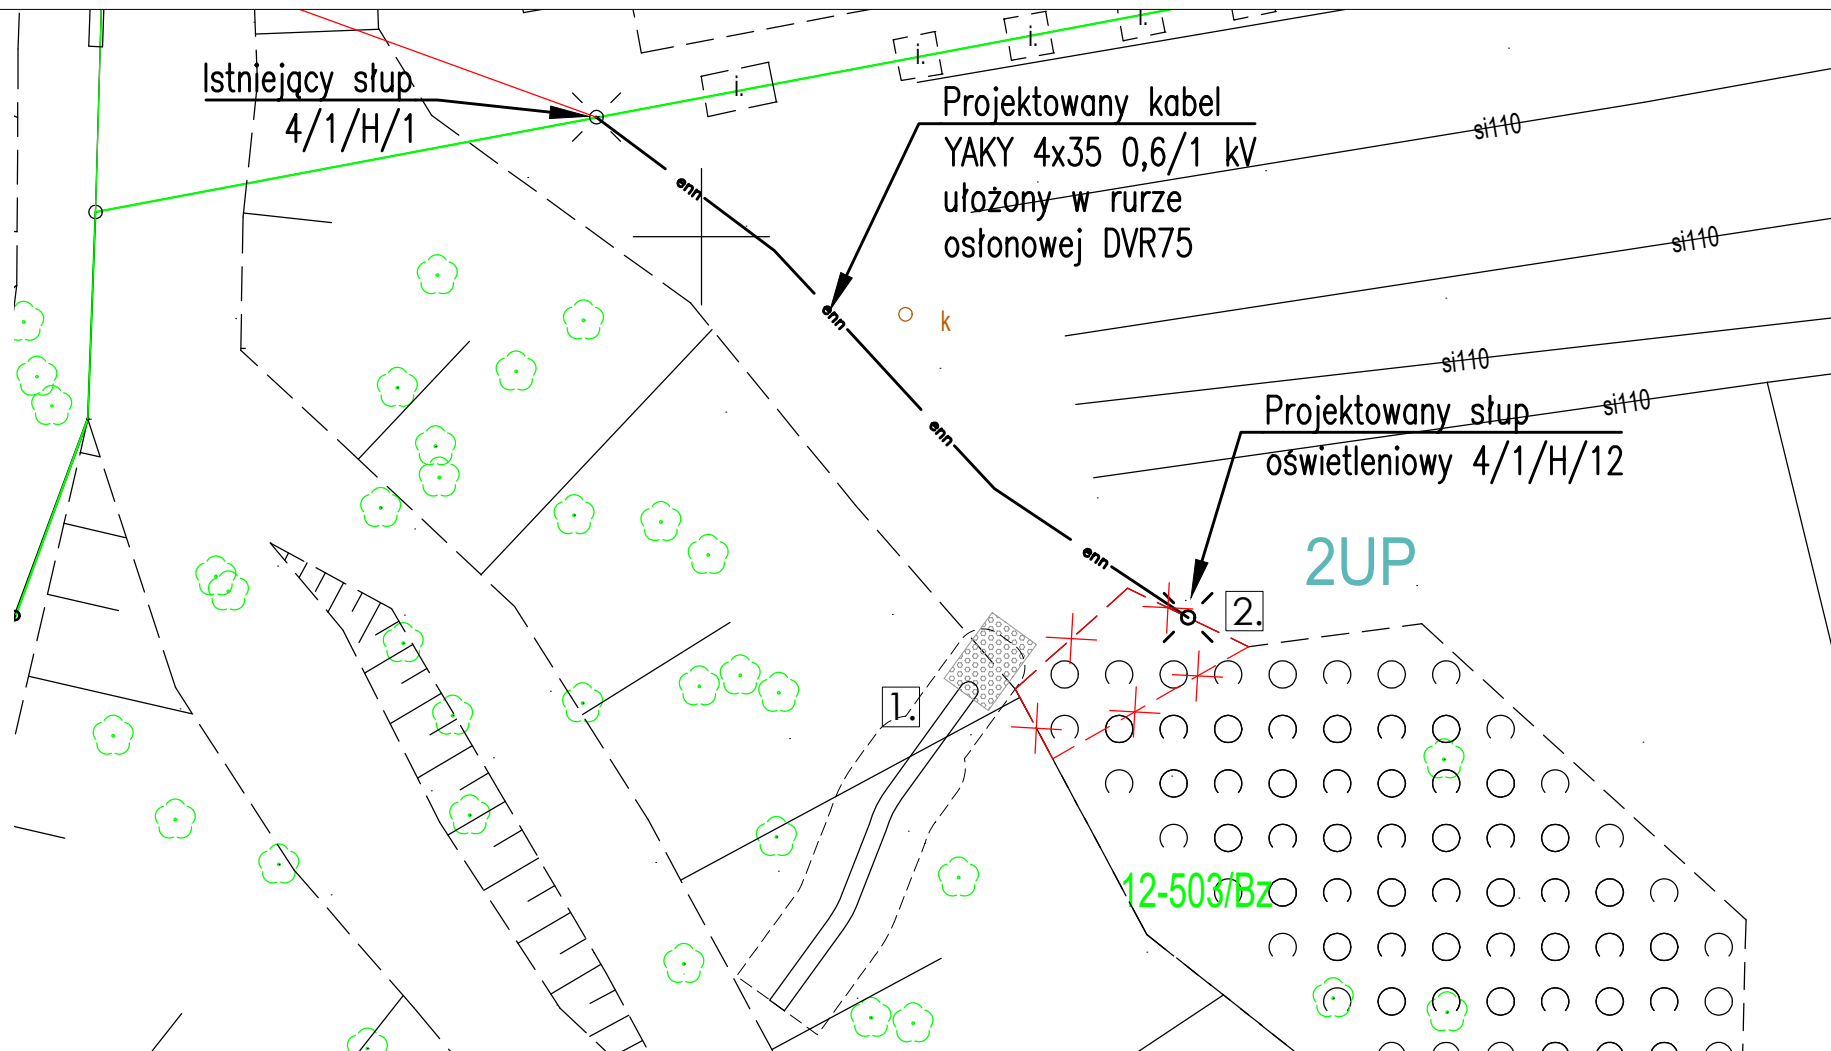 i.
i.
i.
i.
Istniejący słup
4/1/H/1
Projektowany kabel
YAKY 4x35 0,6/1 kV
ułożony w rurze
osłonowej DVR75
si110
enn
si110
enn
k
si110
si110
Projektowany słup
oświetleniowy 4/1/H/12
enn
enn
2UP
2.
1.
12-503/Bz